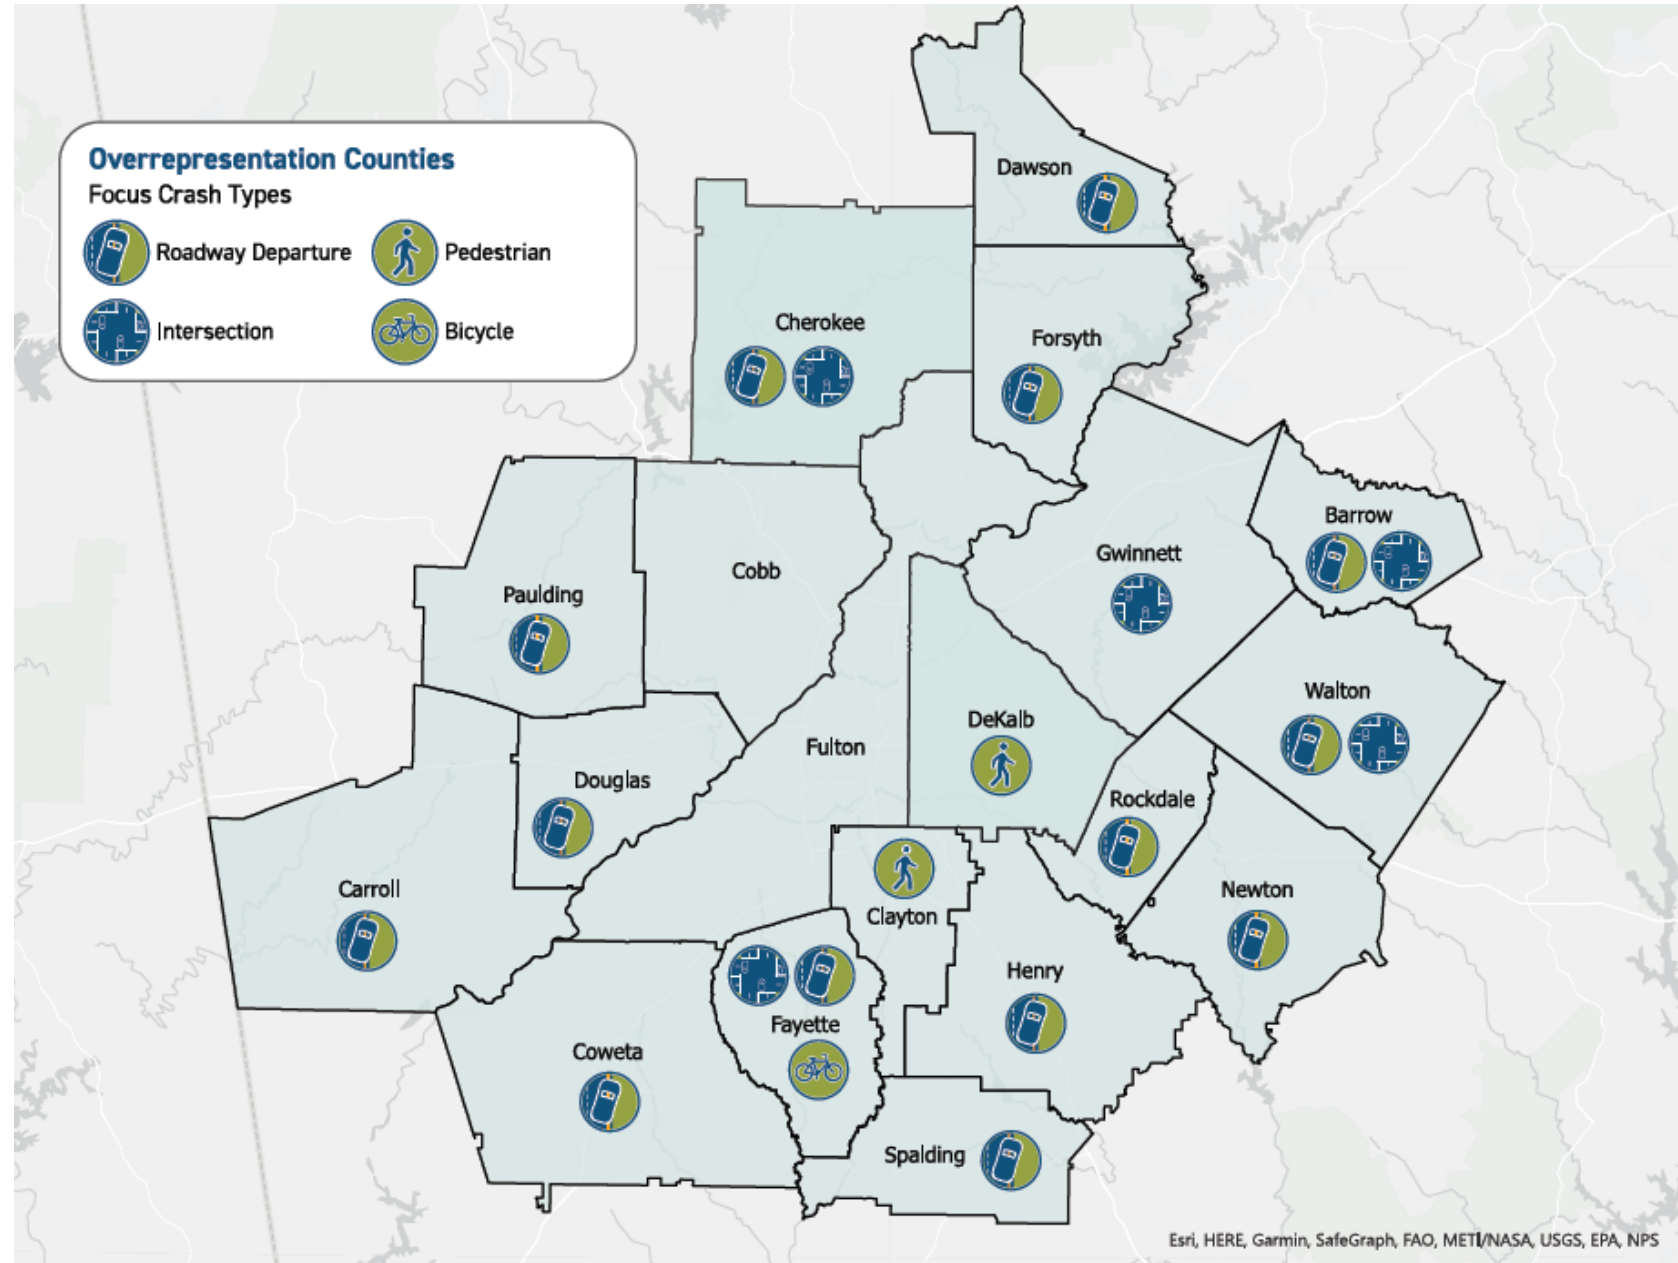 Overrepresentation Counties
Focus Crash Types
Roadway Departure
Pedestrian
Intersection
Bicycle
Dawson
Cherokee
Forsyth
Barrow
Gwinnett
Cobb
Paulding
Walton
DeKalb
Fulton
Douglas
Rockdale
Carroll
Newton
Clayton
Henry
Fayette
Coweta
Spalding
Esri, HERE, Garmin, SafeGraph, FAO, METI/NASA, USGS, EPA, NPS